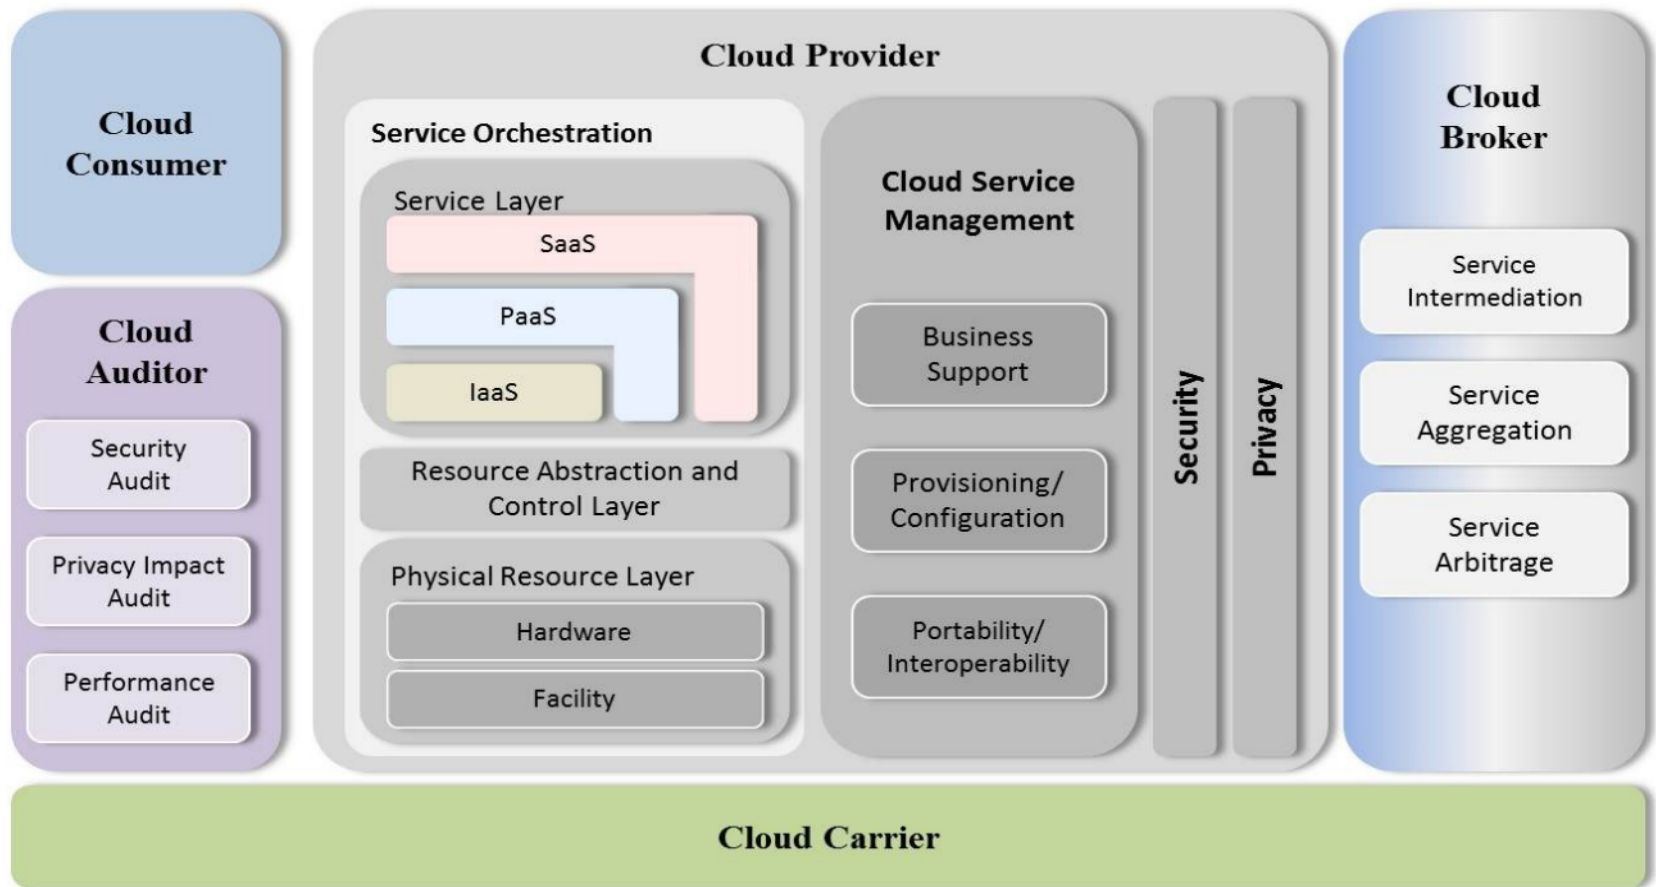 Cloud
Consumer
Cloud
Auditor
Security
Audit
Privacy Impact
Audit
Performance
Audit
Cloud Provider
Service Orchestration
Service Layer
SaaS
PaaS
IaaS
Resource Abstraction and
Control Layer
Physical Resource Layer
Hardware
Facility
Cloud Service
Management
Business
Support
Provisioning/
Configuration
Portability/
Interoperability
Security
Privacy
Cloud
Broker
Service
Intermediation
Service
Aggregation
Service
Arbitrage
Cloud Carrier